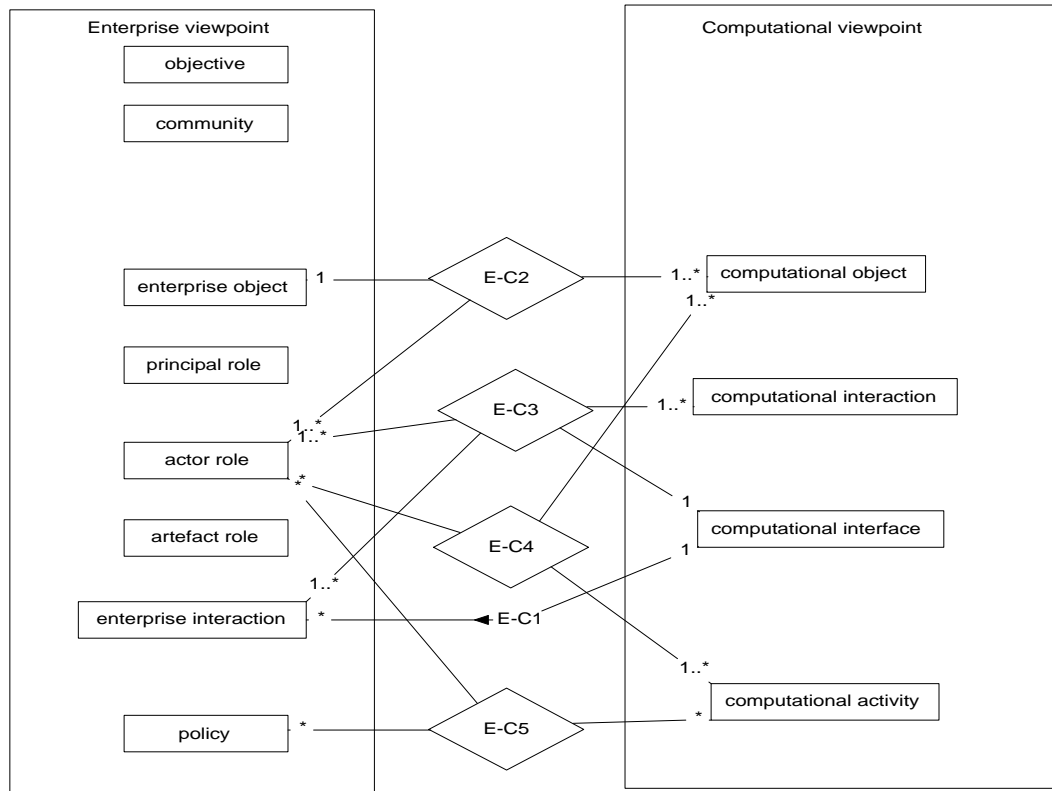 Enterprise viewpoint
Computational viewpoint
objective
community
enterprise object
1
E-C2
1..*
computational object
1..*
principal role
E-C3
1..*
computational interaction
1..*
1..*
actor role
*
*
1
computational interface
artefact role
E-C4
1
1..*
enterprise interaction
*
E-C1
1..*
computational activity
policy
*
E-C5
*